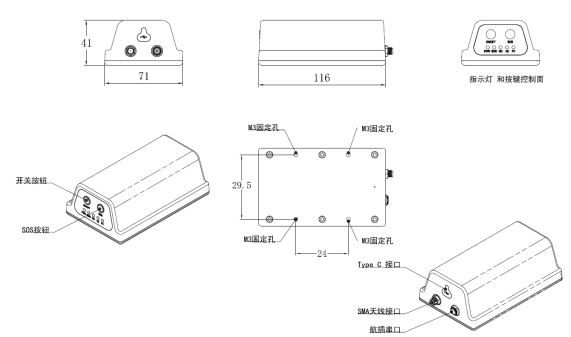 41
71
116
指示灯 和按键控制面
M3固定孔
M3固定孔
29.5
M3固定孔
M3固定孔
24
开关按钮
SOS按钮
Type C 接口
SMA天线接口
航插串口